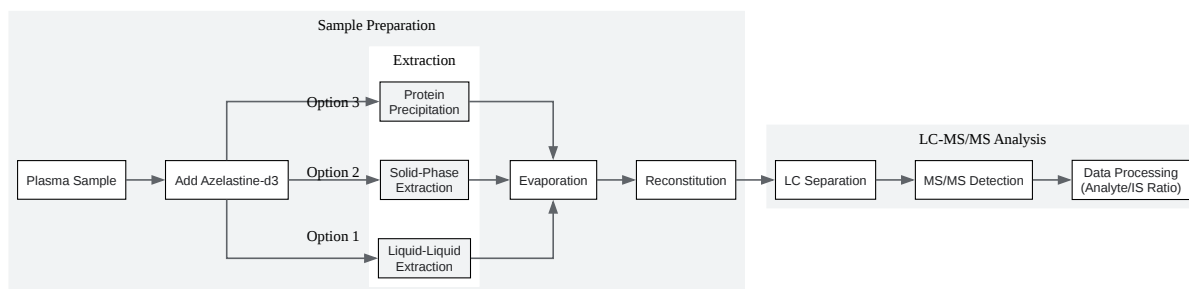 Sample Preparation
Extraction
Option 3
Protein
Precipitation
LC-MS/MS Analysis
Plasma Sample
Add Azelastine-d3
Option 2
Solid-Phase
Extraction
Evaporation
Reconstitution
LC Separation
MS/MS Detection
Data Processing
(Analyte/IS Ratio)
Option 1
Liquid-Liquid
Extraction